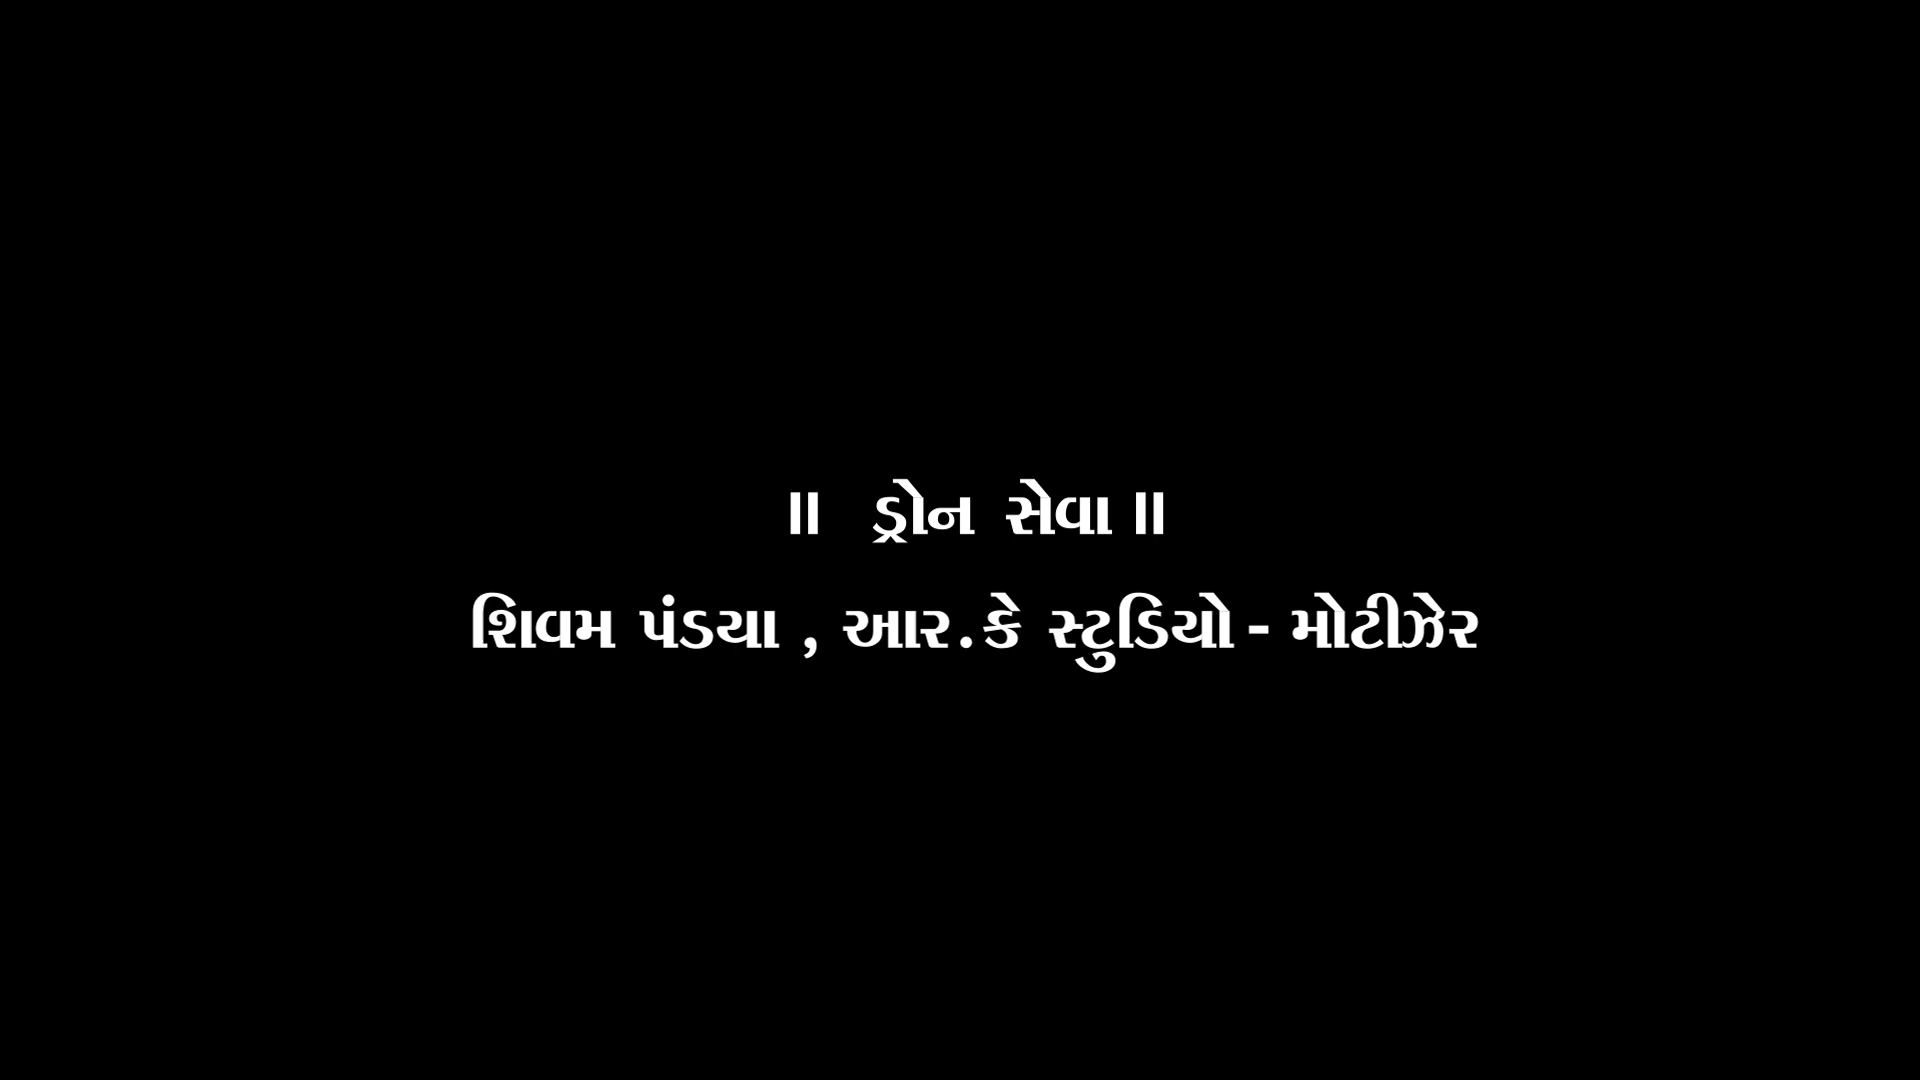 ॥ ડ્રોન સેવા ॥
શિવમ પંડયા , આર.કે સ્ટુડિયો - મોટીઝેર